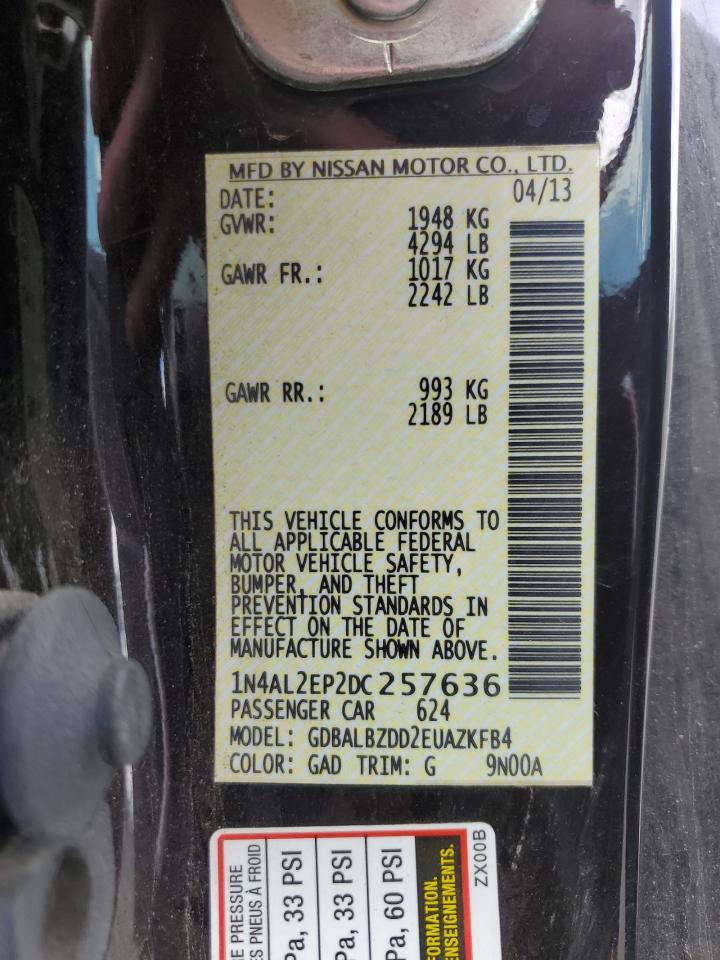 MFD BY NISSAN MOTOR CO., LTD.
DATE: 04/13
GVWR: 1948 KG
4294 LB
GAWR FR.: 1017 KG
2242 LB
GAWR RR.: 993 KG
2189 LB
THIS VEHICLE CONFORMS TO
ALL APPLICABLE FEDERAL
MOTOR VEHICLE SAFETY,
BUMPER, AND THEFT
PREVENTION STANDARDS IN
EFFECT ON THE DATE OF
MANUFACTURE SHOWN ABOVE.
1N4AL2EP2DC257636
PASSENGER CAR 624
MODEL: GDBALBZDD2EUAZKFB4
COLOR: GAD TRIM: G 9N00A
RE PRESSURE
ES PNEUS À FROID
Pa, 33 PSI
Pa, 33 PSI
Pa, 60 PSI
FORMATION.
ENSEIGNEMENTS.
ZX00B